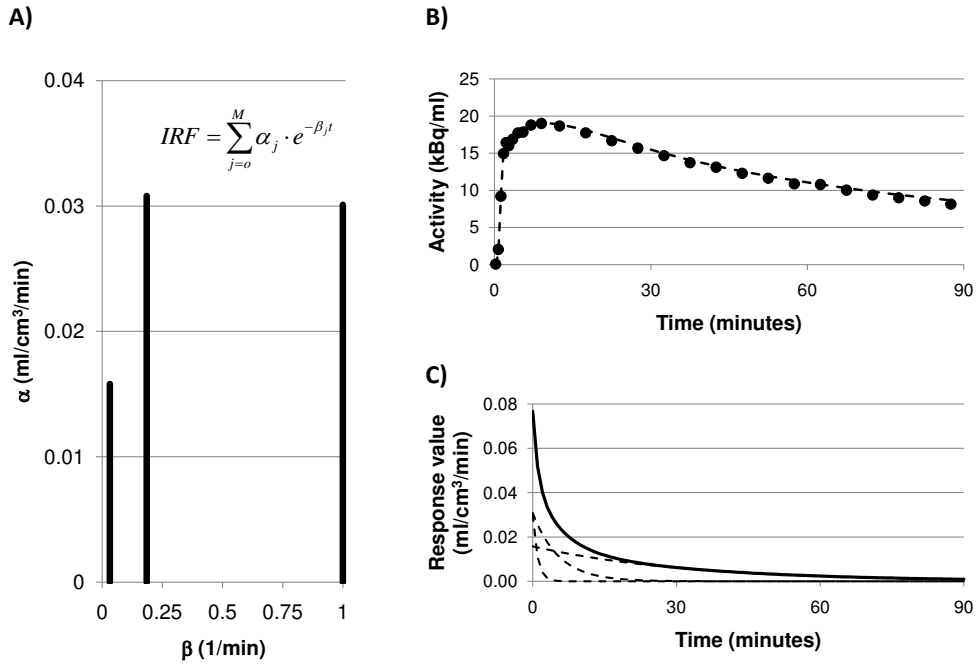 A)
0.04
0.03
0.02
0.01
0
α (ml/cm³/min)
IRF = \sum_{j=o}^{M} α_j · e^{-β_j t}
0 0.25 0.5 0.75 1
β (1/min)
B)
25
20
15
10
5
0
Activity (kBq/ml)
0 30 60 90
Time (minutes)
C)
0.08
0.06
0.04
0.02
0.00
Response value
(ml/cm³/min)
0 30 60 90
Time (minutes)